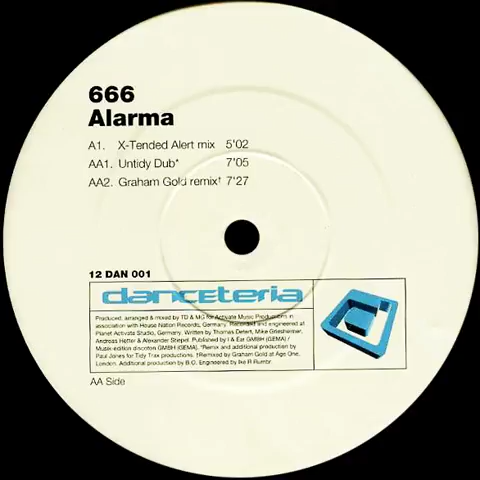 666
Alarma
A1. X-Tended Alert mix 5'02
AA1. Untidy Dub* 7'05
AA2. Graham Gold remix† 7'27
12 DAN 001
danceteria
Produced, arranged & mixed by TD & MG for Activate Music Productions in
association with House Nation Records, Germany. Recorded and engineered at
Planet Activate Studio, Germany. Written by Thomas Detert, Mike Griesheimer,
Andreas Hötter & Alexander Stiepel. Published by I & Ear GMBH (GEMA) /
Musik-edition discoton GMBH (GEMA). *Remix and additional production by
Paul Jones for Tidy Trax productions. †Remixed by Graham Gold at Age One,
London. Additional production by B.O. Engineered by Ike R Rumbr
AA Side